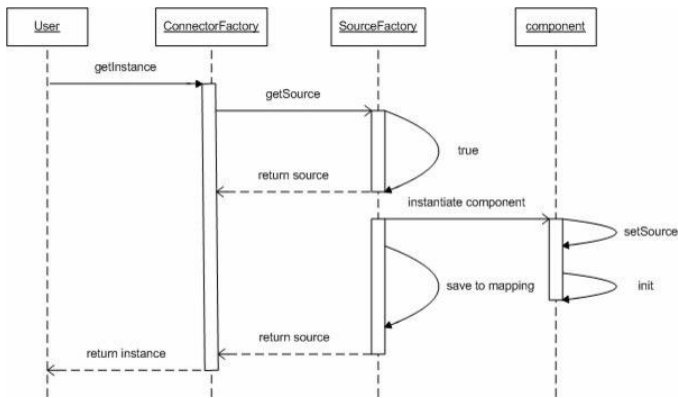 User
ConnectorFactory
SourceFactory
component
getInstance
getSource
true
return source
instantiate component
setSource
save to mapping
init
return source
return instance